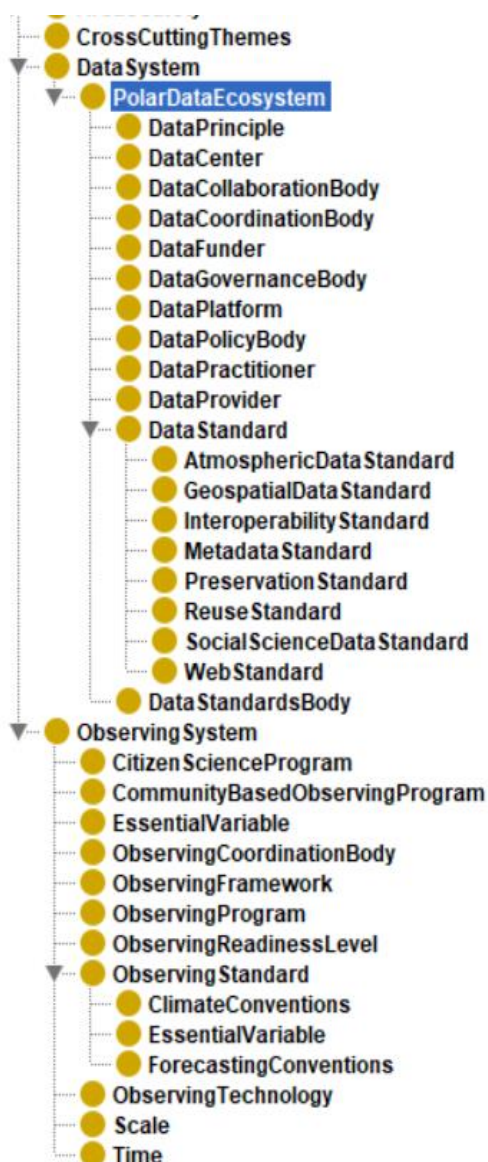 CrossCuttingThemes
DataSystem
PolarDataEcosystem
DataPrinciple
DataCenter
DataCollaborationBody
DataCoordinationBody
DataFunder
DataGovernanceBody
DataPlatform
DataPolicyBody
DataPractitioner
DataProvider
DataStandard
AtmosphericDataStandard
GeospatialDataStandard
InteroperabilityStandard
MetadataStandard
PreservationStandard
ReuseStandard
SocialScienceDataStandard
WebStandard
DataStandardsBody
ObservingSystem
CitizenScienceProgram
CommunityBasedObservingProgram
EssentialVariable
ObservingCoordinationBody
ObservingFramework
ObservingProgram
ObservingReadinessLevel
ObservingStandard
ClimateConventions
EssentialVariable
ForecastingConventions
ObservingTechnology
Scale
Time